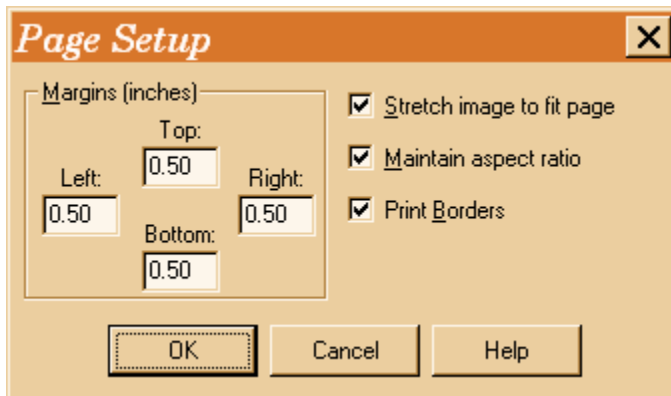 Page Setup
Margins (inches)
Top:
0.50
Left:
0.50
Right:
0.50
Bottom:
0.50
Stretch image to fit page
Maintain aspect ratio
Print Borders
OK
Cancel
Help